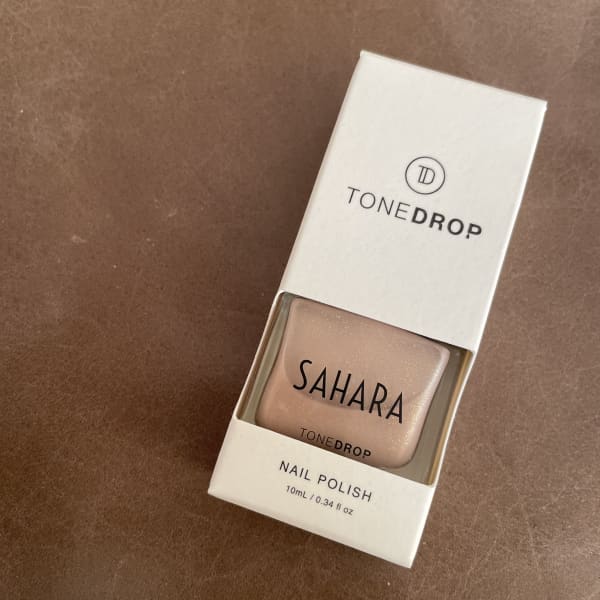 TD
TONEDROP
SAHARA
TONEDROP
NAIL POLISH
10mL / 0.34 fl oz